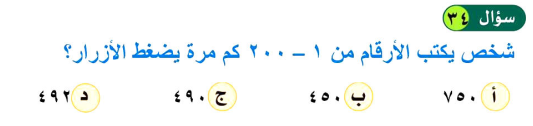 سؤال ٣٤
شخص يكتب الأرقام من ١ – ٢٠٠ كم مرة يضغط الأزرار؟
أ ٧٥٠ ب ٤٥٠ ج ٤٩٠ د ٤٩٢